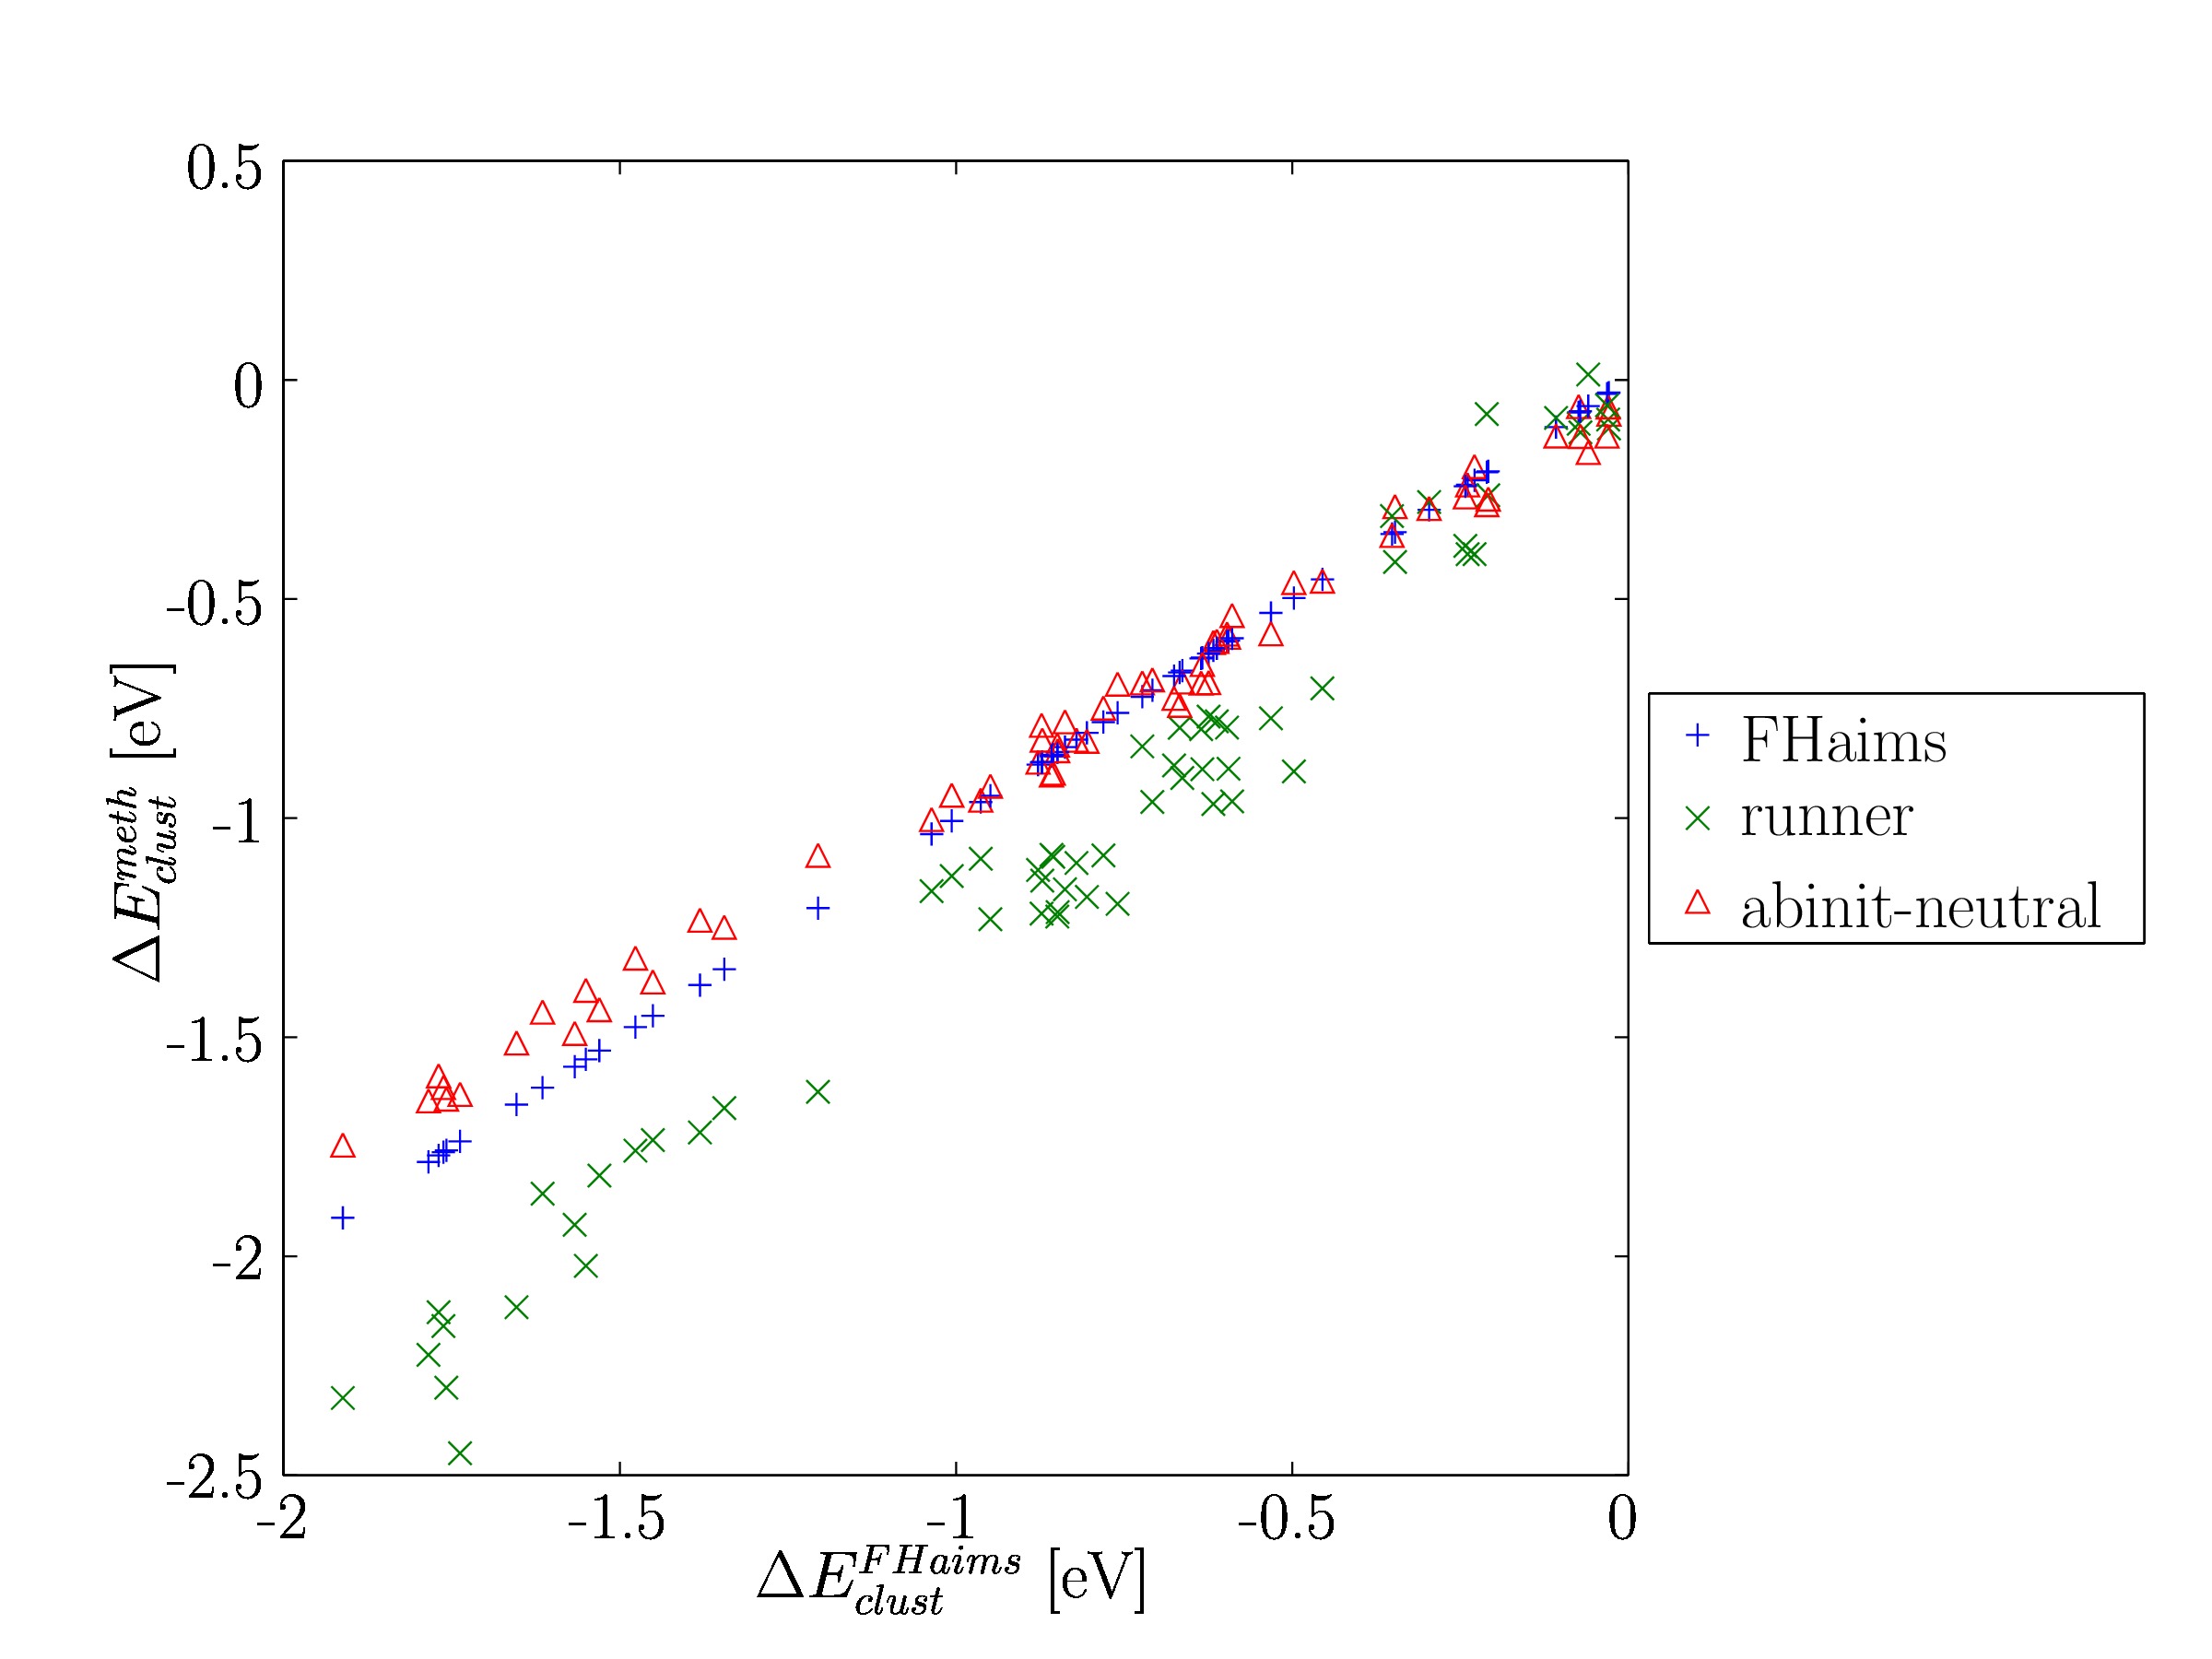 0.5
0
-0.5
-1
-1.5
-2
-2.5
ΔE^{meth}_{clust} [eV]
FHaims
runner
abinit-neutral
-2 -1.5 -1 -0.5 0
ΔE^{FHaims}_{clust} [eV]